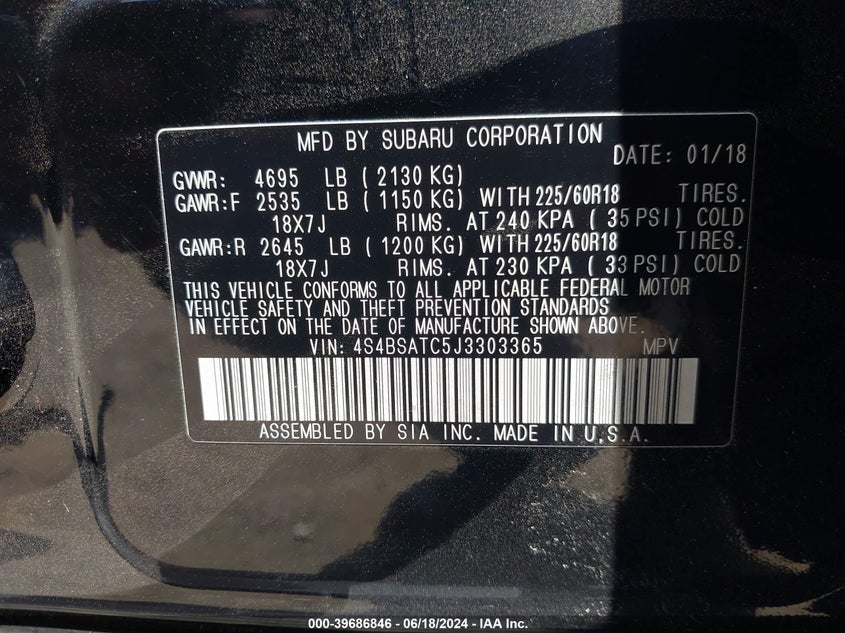 MFD BY SUBARU CORPORATION
DATE: 01/18
GVWR: 4695 LB ( 2130 KG)
GAWR:F 2535 LB ( 1150 KG) WITH 225/60R18 TIRES.
18X7J RIMS. AT 240 KPA ( 35 PSI) COLD
GAWR:R 2645 LB ( 1200 KG) WITH 225/60R18 TIRES.
18X7J RIMS. AT 230 KPA ( 33 PSI) COLD
THIS VEHICLE CONFORMS TO ALL APPLICABLE FEDERAL MOTOR
VEHICLE SAFETY AND THEFT PREVENTION STANDARDS
IN EFFECT ON THE DATE OF MANUFACTURE SHOWN ABOVE.
VIN: 4S4BSATC5J3303365 MPV
ASSEMBLED BY SIA INC. MADE IN U.S.A.
000-39686846 - 06/18/2024 - IAA Inc.